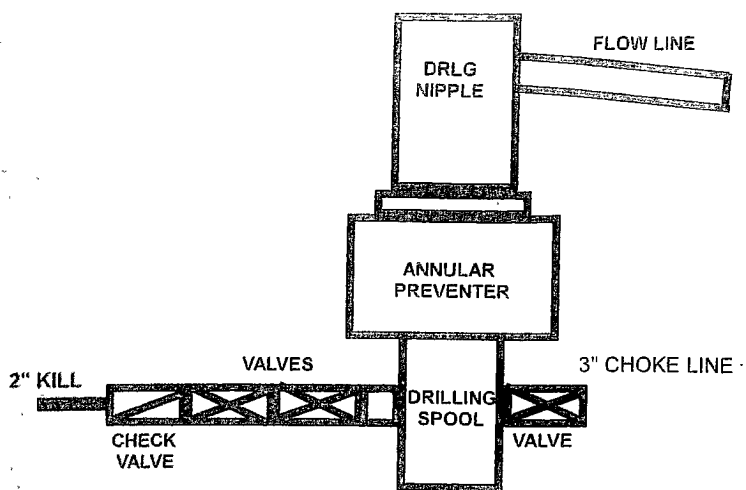 FLOW LINE
DRLG
NIPPLE
ANNULAR
PREVENTER
VALVES
3" CHOKE LINE
2" KILL
DRILLING
SPOOL
CHECK
VALVE
VALVE